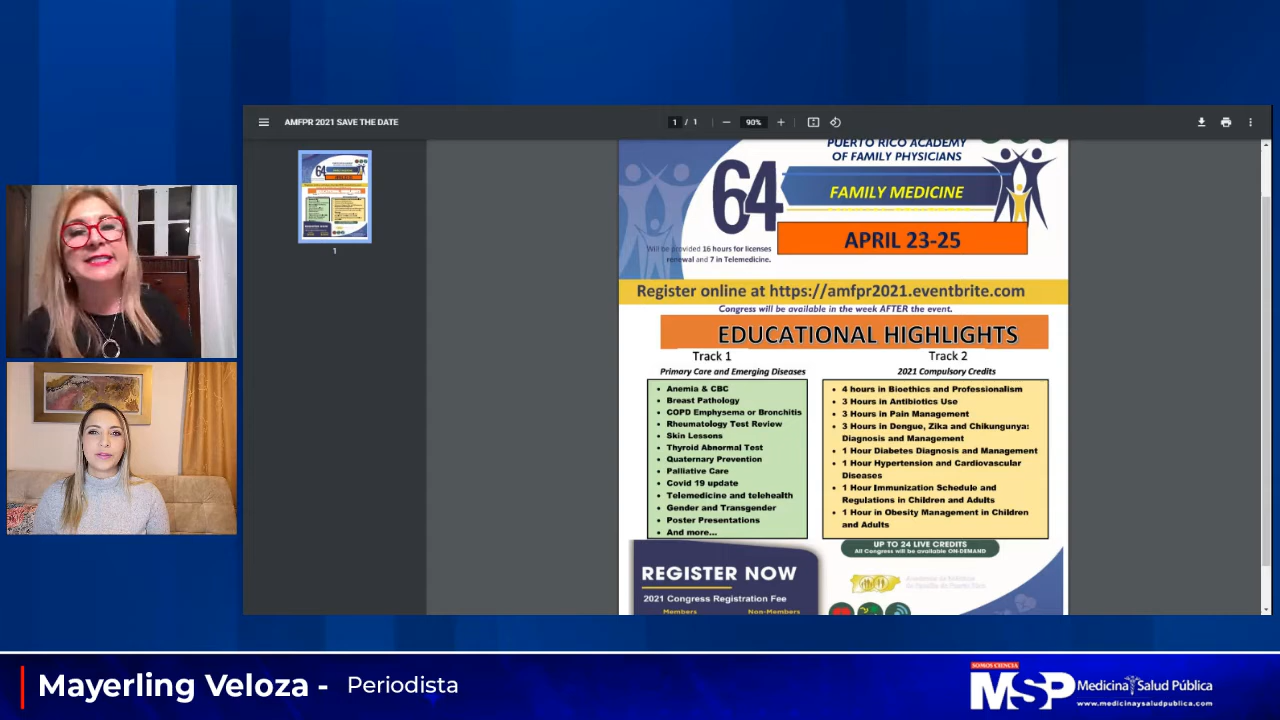 AMFPR 2021 SAVE THE DATE
1 / 1
90%
1
PUERTO RICO ACADEMY
OF FAMILY PHYSICIANS
64
FAMILY MEDICINE
APRIL 23-25
Will be provided 16 hours for licenses
renewal and 7 in Telemedicine.
Register online at https://amfpr2021.eventbrite.com
Congress will be available in the week AFTER the event.
EDUCATIONAL HIGHLIGHTS
Track 1
Primary Care and Emerging Diseases
• Anemia & CBC
• Breast Pathology
• COPD Emphysema or Bronchitis
• Rheumatology Test Review
• Skin Lessons
• Thyroid Abnormal Test
• Quaternary Prevention
• Palliative Care
• Covid 19 update
• Telemedicine and telehealth
• Gender and Transgender
• Poster Presentations
• And more...
Track 2
2021 Compulsory Credits
• 4 hours in Bioethics and Professionalism
• 3 Hours in Antibiotics Use
• 3 Hours in Pain Management
• 3 Hours in Dengue, Zika and Chikungunya:
Diagnosis and Management
• 1 Hour Diabetes Diagnosis and Management
• 1 Hour Hypertension and Cardiovascular
Diseases
• 1 Hour Immunization Schedule and
Regulations in Children and Adults
• 1 Hour in Obesity Management in Children
and Adults
UP TO 24 LIVE CREDITS
All Congress will be available ON-DEMAND
REGISTER NOW
2021 Congress Registration Fee
Members Non-Members
Mayerling Veloza - Periodista
SOMOS CIENCIA
MSP Medicina y Salud Pública
www.medicinaysaludpublica.com